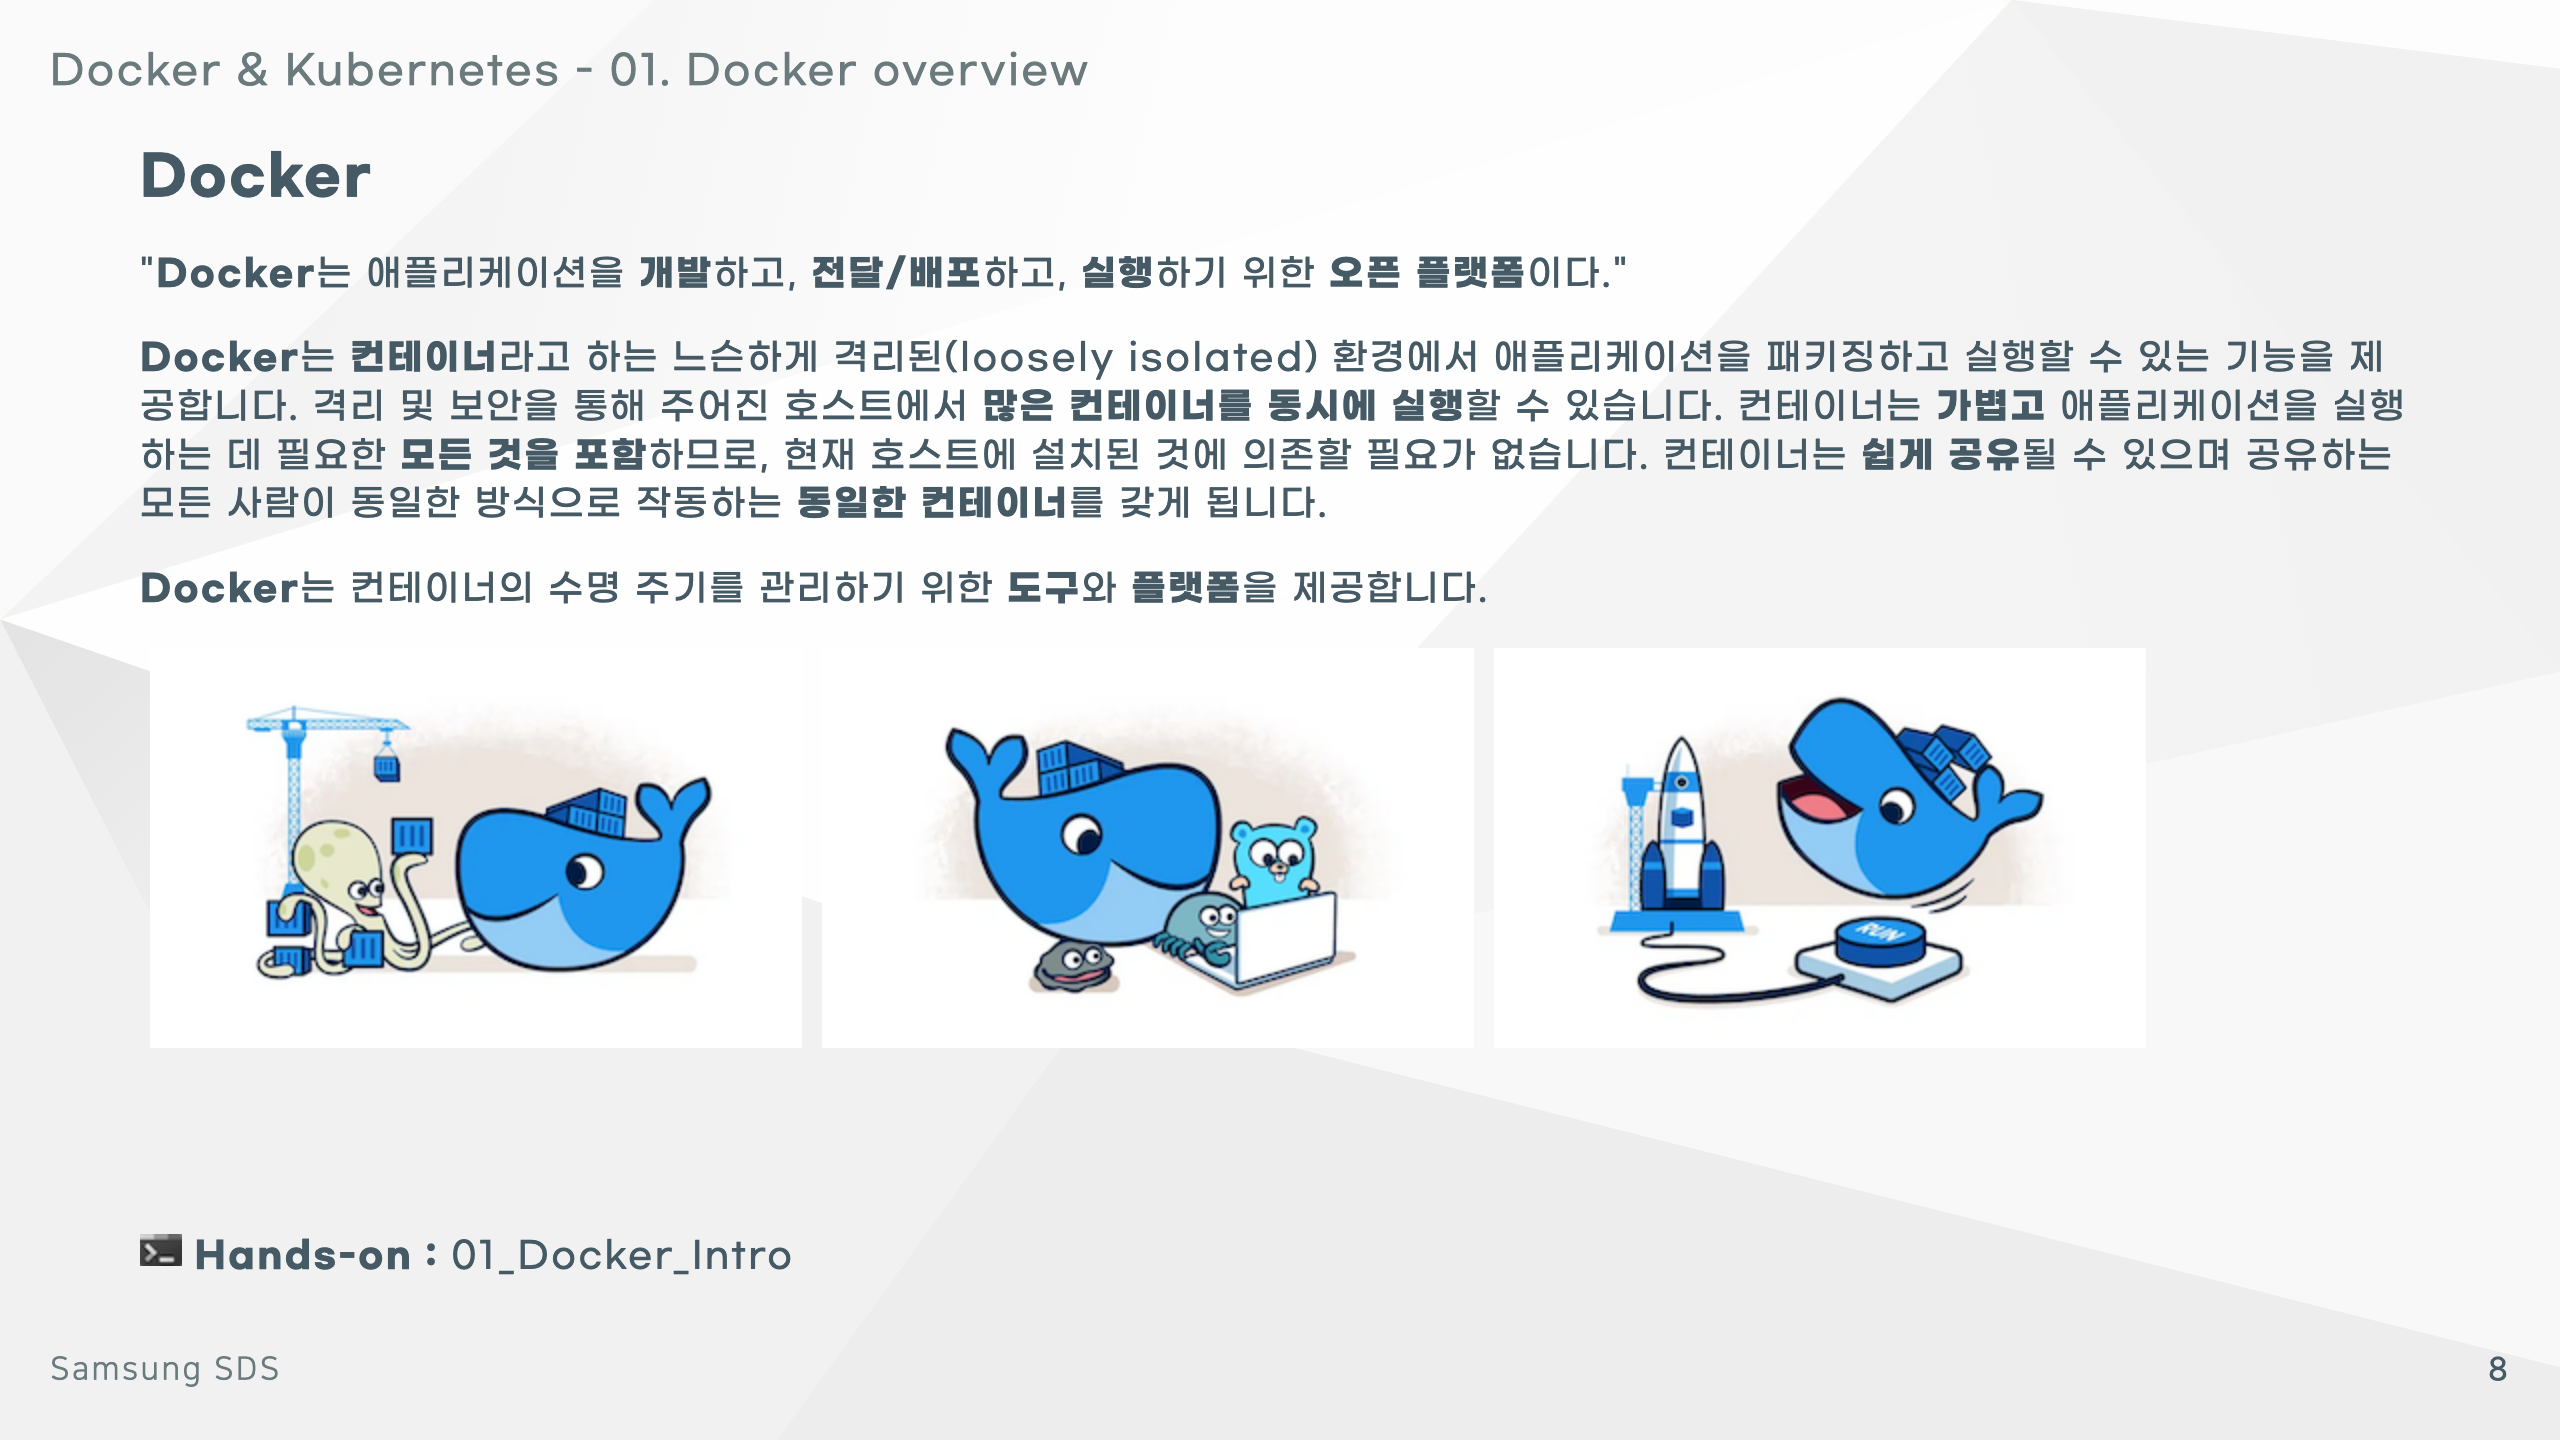 Docker & Kubernetes - 01. Docker overview
Docker
"Docker는 애플리케이션을 개발하고, 전달/배포하고, 실행하기 위한 오픈 플랫폼이다."
Docker는 컨테이너라고 하는 느슨하게 격리된(loosely isolated) 환경에서 애플리케이션을 패키징하고 실행할 수 있는 기능을 제
공합니다. 격리 및 보안을 통해 주어진 호스트에서 많은 컨테이너를 동시에 실행할 수 있습니다. 컨테이너는 가볍고 애플리케이션을 실행
하는 데 필요한 모든 것을 포함하므로, 현재 호스트에 설치된 것에 의존할 필요가 없습니다. 컨테이너는 쉽게 공유될 수 있으며 공유하는
모든 사람이 동일한 방식으로 작동하는 동일한 컨테이너를 갖게 됩니다.
Docker는 컨테이너의 수명 주기를 관리하기 위한 도구와 플랫폼을 제공합니다.
RUN
Hands-on : 01_Docker_Intro
Samsung SDS
8